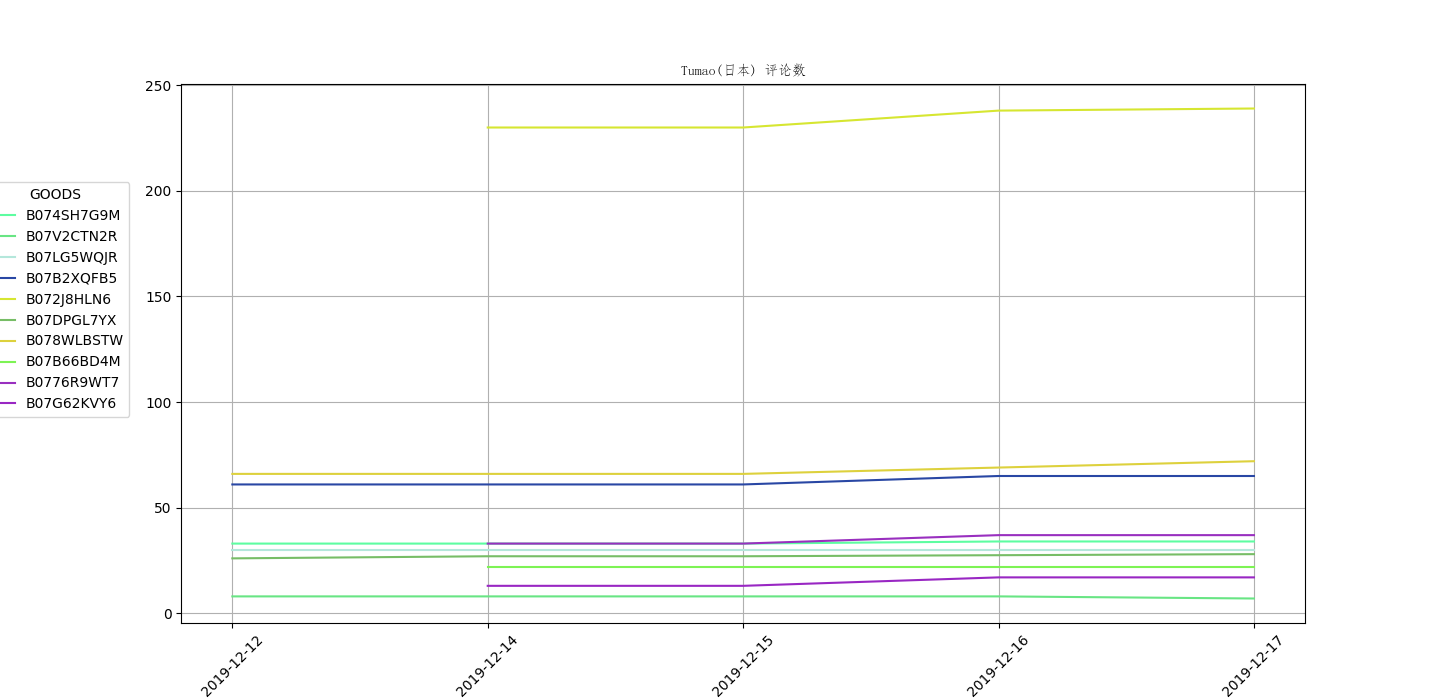 Tumao(日本) 评论数
250
200
150
100
50
0
GOODS
B074SH7G9M
B07V2CTN2R
B07LG5WQJR
B07B2XQFB5
B072J8HLN6
B07DPGL7YX
B078WLBSTW
B07B66BD4M
B0776R9WT7
B07G62KVY6
2019-12-12
2019-12-14
2019-12-15
2019-12-16
2019-12-17